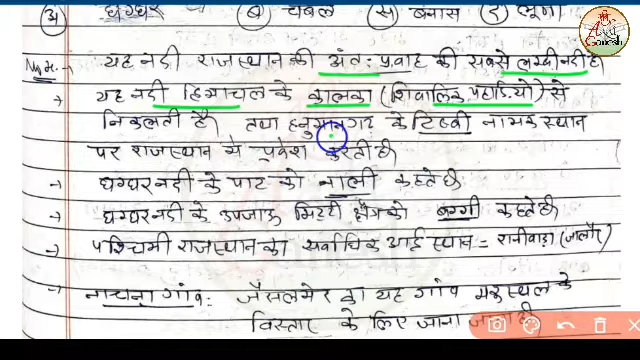 अ) घग्घर ब) चंबल स) बनास द) लूणी
यह नदी राजस्थान की अंत: प्रवाह की सबसे लम्बी नदी है
→ यह नदी हिमाचल के कालका (शिवालिक पहाडियो) से
निकलती है। तथा हनुमानगढ के टिब्बी नामक स्थान
पर राजस्थान मे प्रवेश करती है।
→ घग्घर नदी के पाट को नाली कहते है
→ घग्घर नदी के उपजाऊ मिटटी क्षेत्र को बग्गी कहते है
→ पश्चिमी राजस्थान का सर्वाधिक आर्द्र स्थान = रानीवाडा (जालौर)
→ नाचना गांव: जैसलमेर का यह गांव मरूस्थल के
विस्तार के लिए जाना जाता है